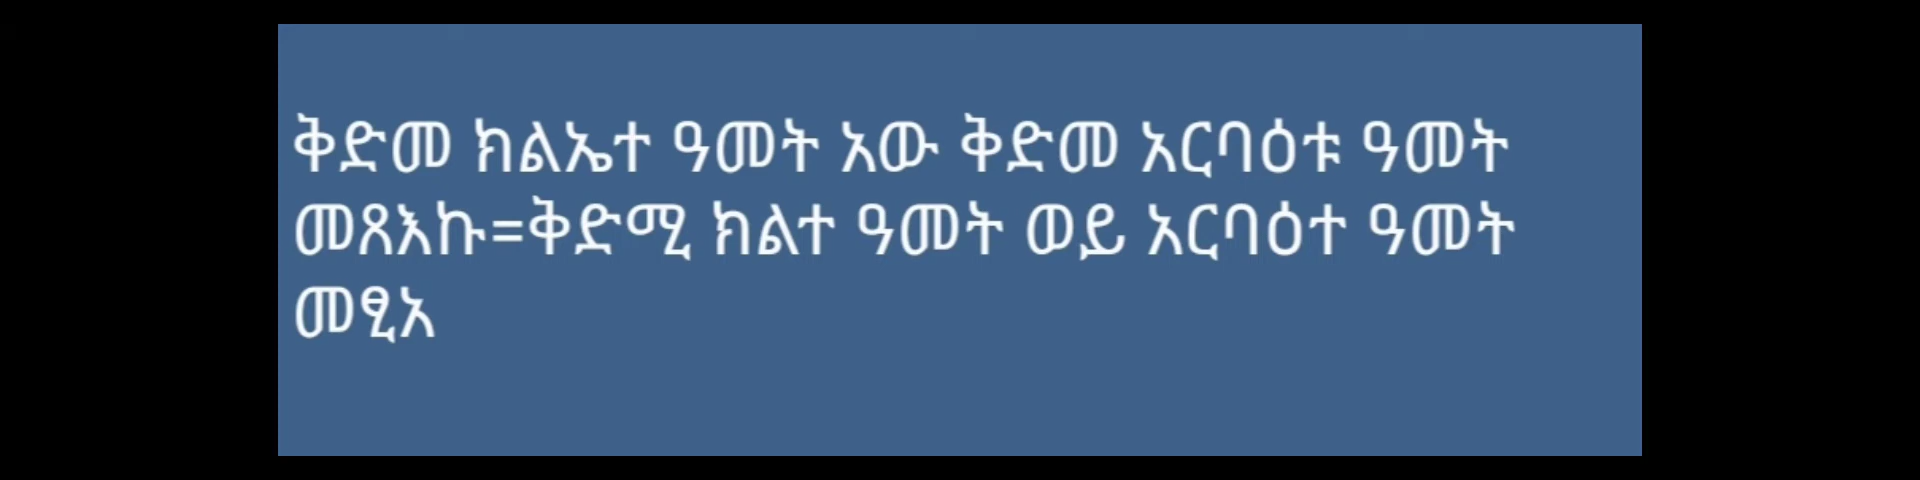 ቅድመ ክልኤተ ዓመት አው ቅድመ አርባዕቱ ዓመት
መጸእኩ=ቅድሚ ክልተ ዓመት ወይ አርባዕተ ዓመት
መፂአ